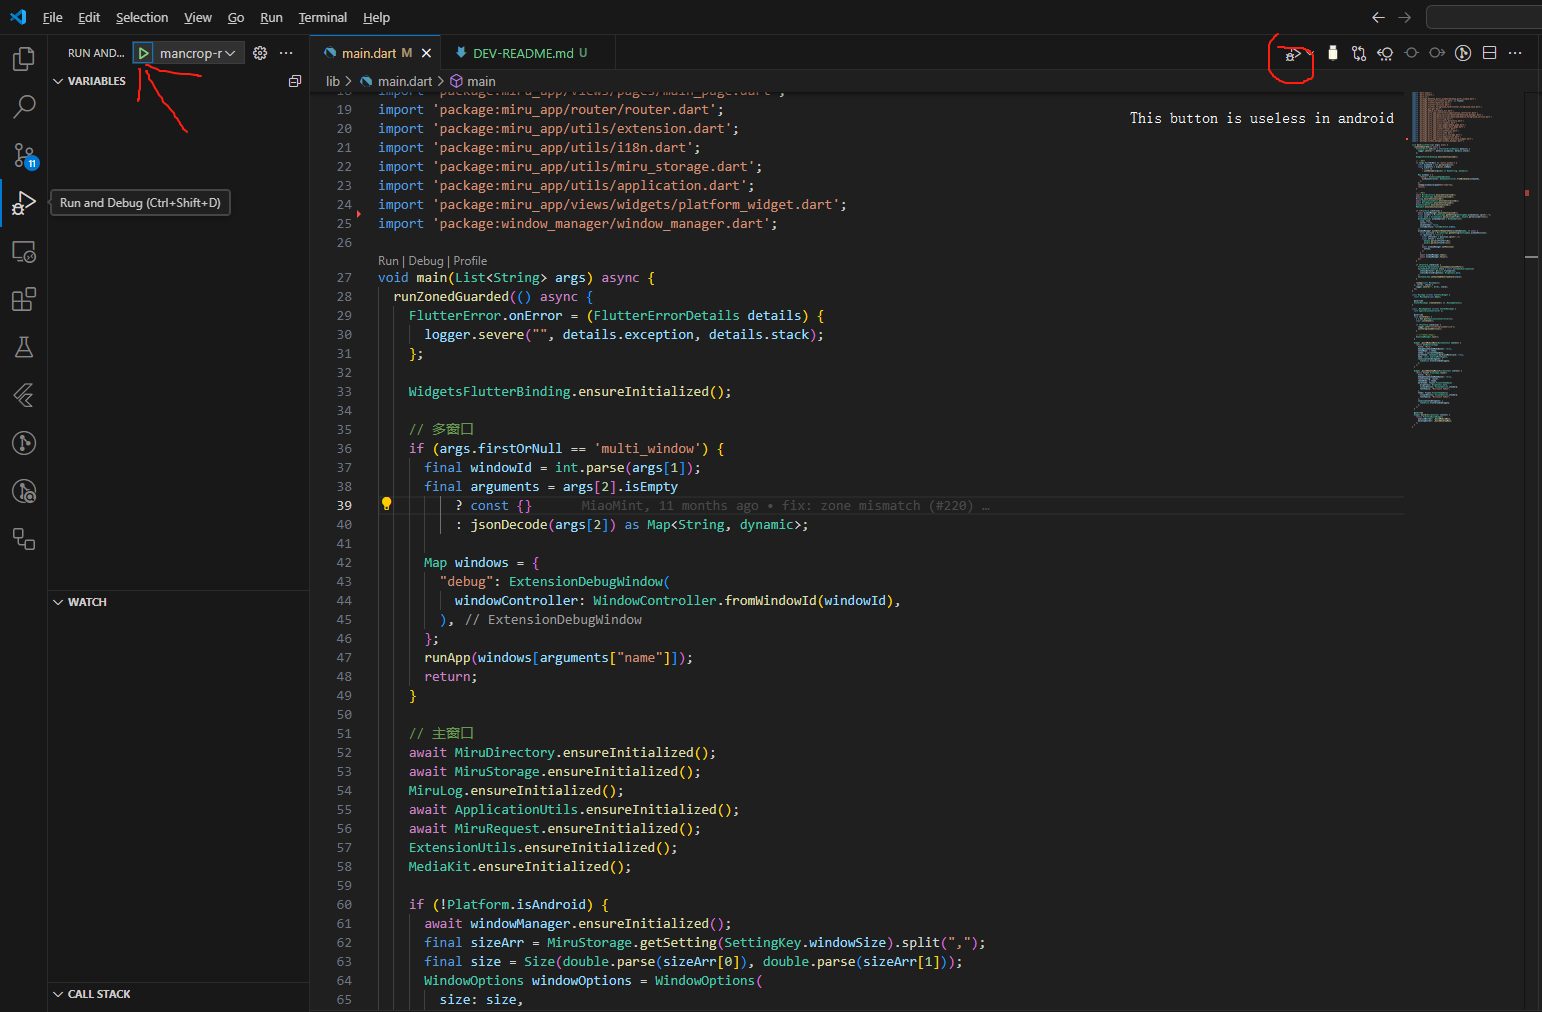 File Edit Selection View Go Run Terminal Help
RUN AND... mancrop-r
main.dart M
DEV-README.md U
VARIABLES
lib > main.dart > main
18 import 'package:miru_app/views/pages/main_page.dart';
19 import 'package:miru_app/router/router.dart';
This button is useless in android
20 import 'package:miru_app/utils/extension.dart';
21 import 'package:miru_app/utils/i18n.dart';
22 import 'package:miru_app/utils/miru_storage.dart';
11
23 import 'package:miru_app/utils/application.dart';
24 import 'package:miru_app/views/widgets/platform_widget.dart';
Run and Debug (Ctrl+Shift+D)
25 import 'package:window_manager/window_manager.dart';
26
Run | Debug | Profile
27 void main(List<String> args) async {
28 runZonedGuarded(() async {
29 FlutterError.onError = (FlutterErrorDetails details) {
30 logger.severe("", details.exception, details.stack);
31 };
32
33 WidgetsFlutterBinding.ensureInitialized();
34
35 // 多窗口
36 if (args.firstOrNull == 'multi_window') {
37 final windowId = int.parse(args[1]);
38 final arguments = args[2].isEmpty
39 ? const {} MiaoMint, 11 months ago • fix: zone mismatch (#220) …
40 : jsonDecode(args[2]) as Map<String, dynamic>;
41
42 Map windows = {
43 "debug": ExtensionDebugWindow(
44 windowController: WindowController.fromWindowId(windowId),
45 ), // ExtensionDebugWindow
46 };
47 runApp(windows[arguments["name"]]);
48 return;
49 }
50
51 // 主窗口
52 await MiruDirectory.ensureInitialized();
53 await MiruStorage.ensureInitialized();
54 MiruLog.ensureInitialized();
55 await ApplicationUtils.ensureInitialized();
56 await MiruRequest.ensureInitialized();
57 ExtensionUtils.ensureInitialized();
58 MediaKit.ensureInitialized();
59
60 if (!Platform.isAndroid) {
61 await windowManager.ensureInitialized();
62 final sizeArr = MiruStorage.getSetting(SettingKey.windowSize).split(",");
63 final size = Size(double.parse(sizeArr[0]), double.parse(sizeArr[1]));
64 WindowOptions windowOptions = WindowOptions(
65 size: size,
WATCH
CALL STACK